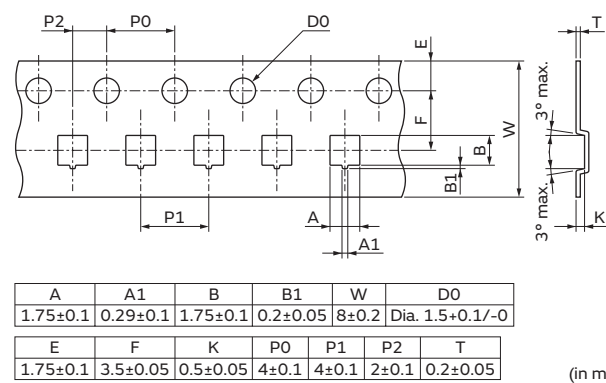 P2 P0 D0 E T
3° max.
F W
B
B1
3° max.
P1 A A1 K
A A1 B B1 W D0
1.75±0.1 0.29±0.1 1.75±0.1 0.2±0.05 8±0.2 Dia. 1.5+0.1/-0
E F K P0 P1 P2 T
1.75±0.1 3.5±0.05 0.5±0.05 4±0.1 4±0.1 2±0.1 0.2±0.05
(in m